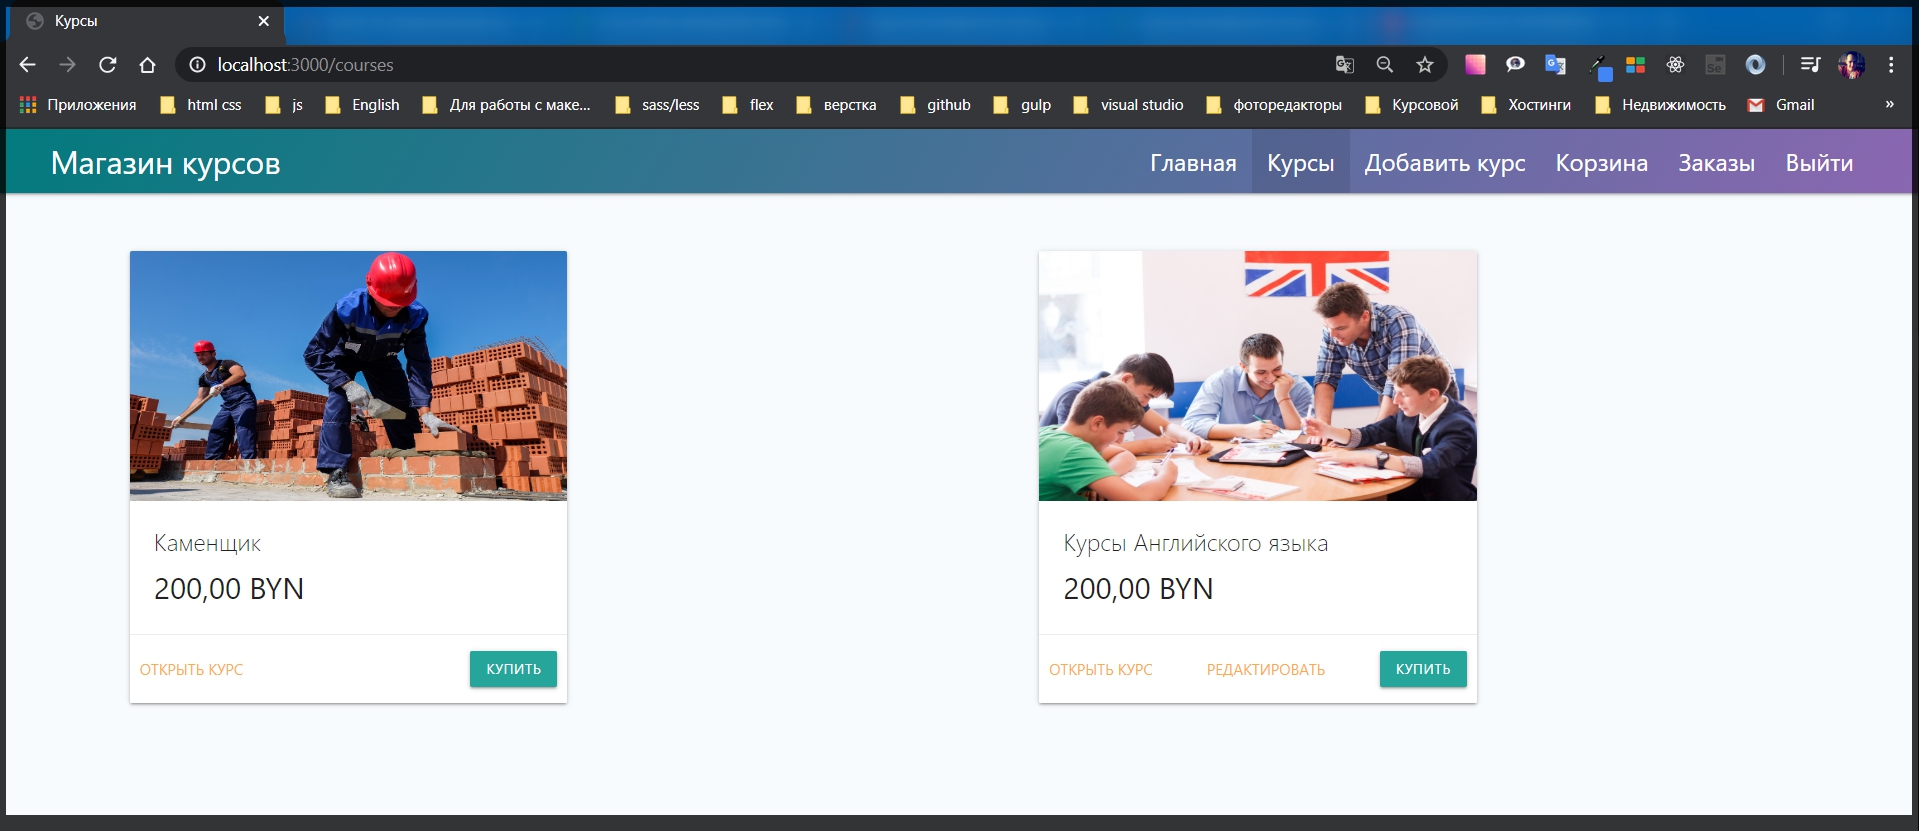 Курсы
localhost:3000/courses
Приложения html css js English Для работы с маке... sass/less flex верстка github gulp visual studio фоторедакторы Курсовой Хостинги Недвижимость Gmail »
Магазин курсов Главная Курсы Добавить курс Корзина Заказы Выйти
Каменщик
200,00 BYN
ОТКРЫТЬ КУРС КУПИТЬ
Курсы Английского языка
200,00 BYN
ОТКРЫТЬ КУРС РЕДАКТИРОВАТЬ КУПИТЬ